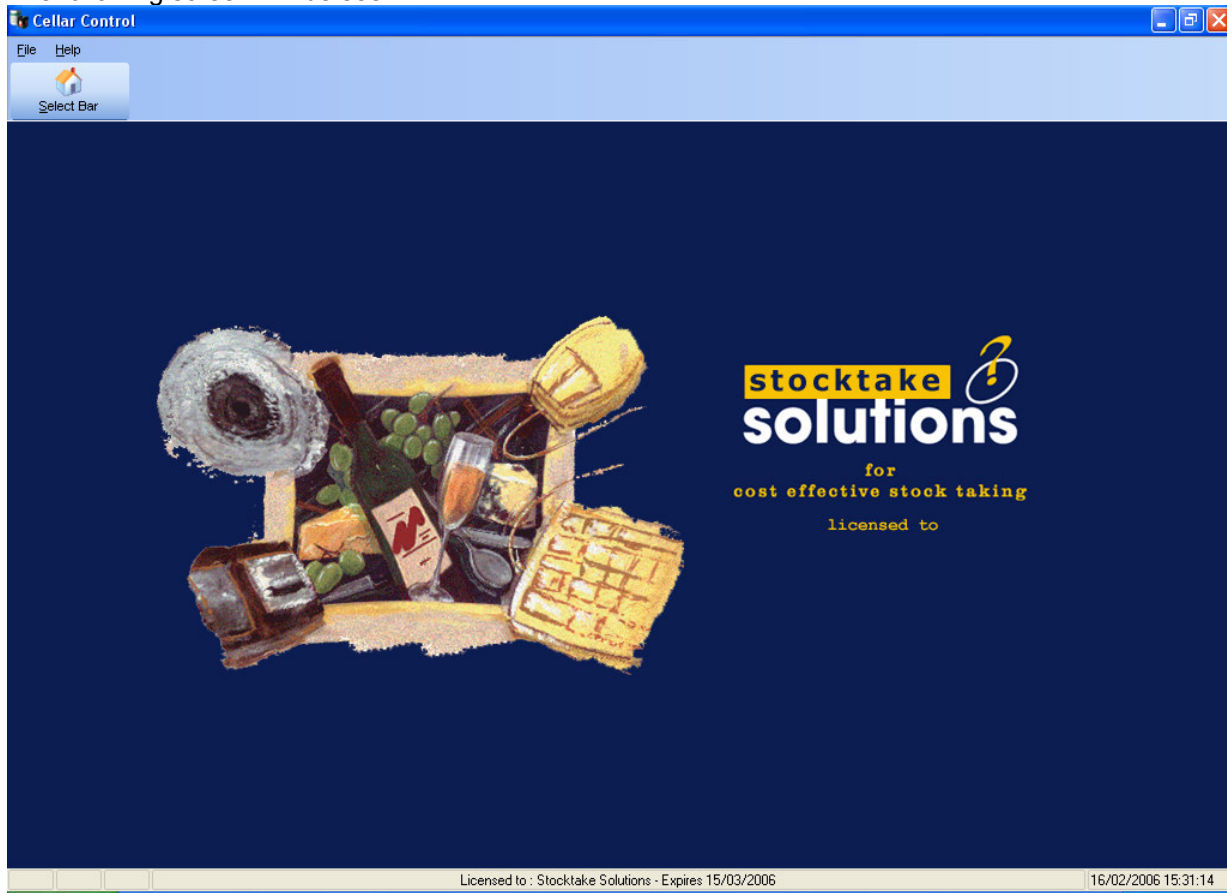 Cellar Control
File Help
Select Bar
stocktake
solutions
for
cost effective stock taking
licensed to
Licensed to : Stocktake Solutions - Expires 15/03/2006
16/02/2006 15:31:14